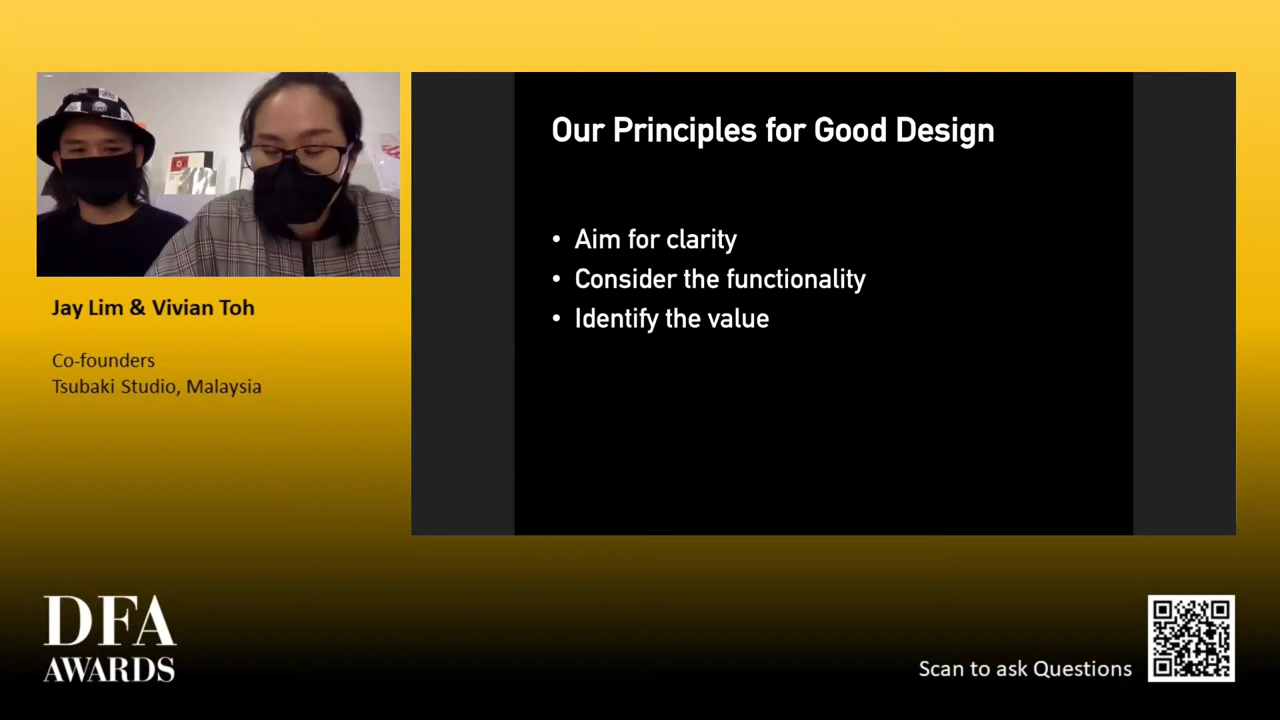 Our Principles for Good Design
• Aim for clarity
• Consider the functionality
• Identify the value
Jay Lim & Vivian Toh
Co-founders
Tsubaki Studio, Malaysia
DFA
AWARDS
Scan to ask Questions